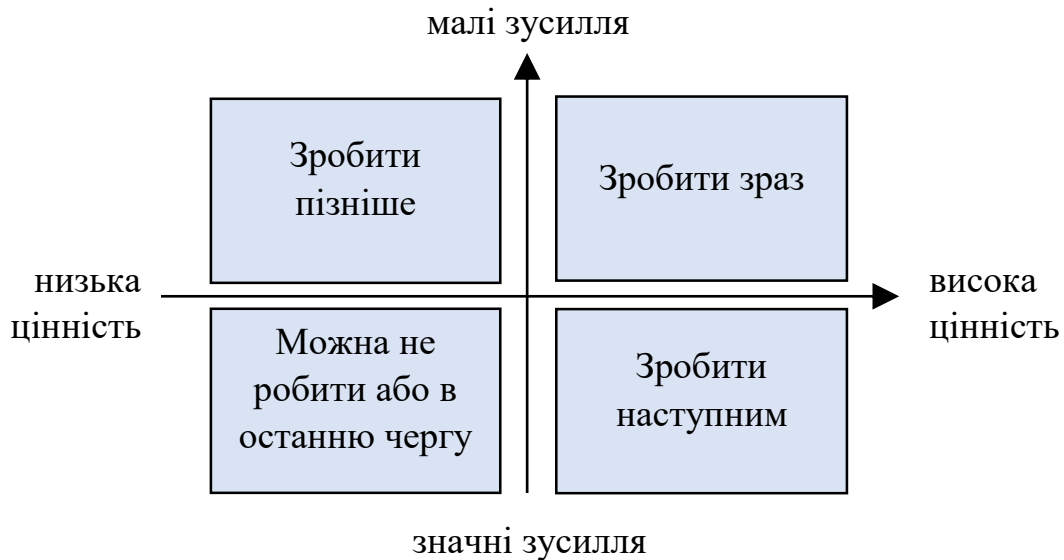 малі зусилля
Зробити
пізніше
Зробити зраз
низька
цінність
висока
цінність
Можна не
робити або в
останню чергу
Зробити
наступним
значні зусилля